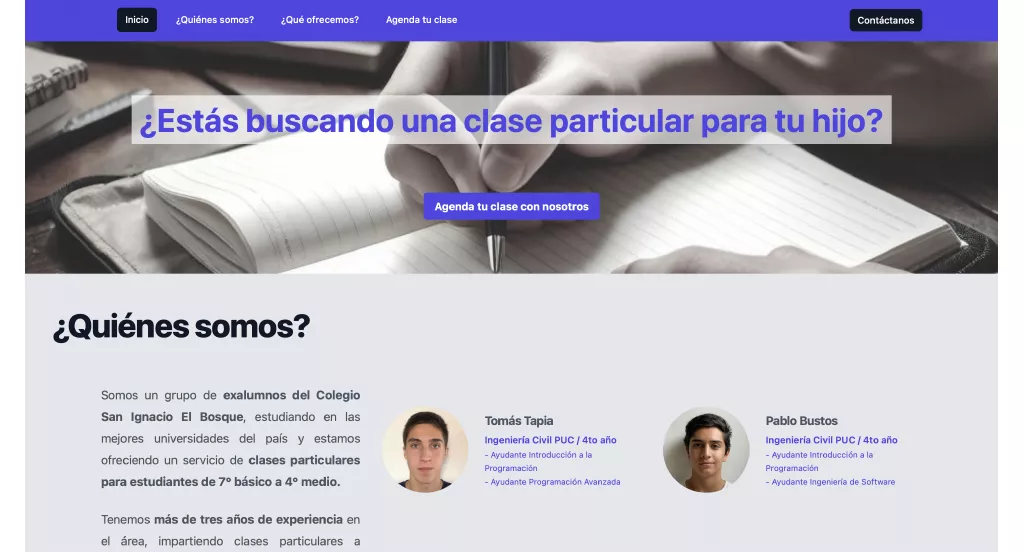 Inicio
¿Quiénes somos?
¿Qué ofrecemos?
Agenda tu clase
Contáctanos
¿Estás buscando una clase particular para tu hijo?
Agenda tu clase con nosotros
¿Quiénes somos?
Somos un grupo de exalumnos del Colegio
San Ignacio El Bosque, estudiando en las
mejores universidades del país y estamos
ofreciendo un servicio de clases particulares
para estudiantes de 7º básico a 4º medio.
Tenemos más de tres años de experiencia en
el área, impartiendo clases particulares a
Tomás Tapia
Ingeniería Civil PUC / 4to año
- Ayudante Introducción a la
Programación
- Ayudante Programación Avanzada
Pablo Bustos
Ingeniería Civil PUC / 4to año
- Ayudante Introducción a la
Programación
- Ayudante Ingeniería de Software